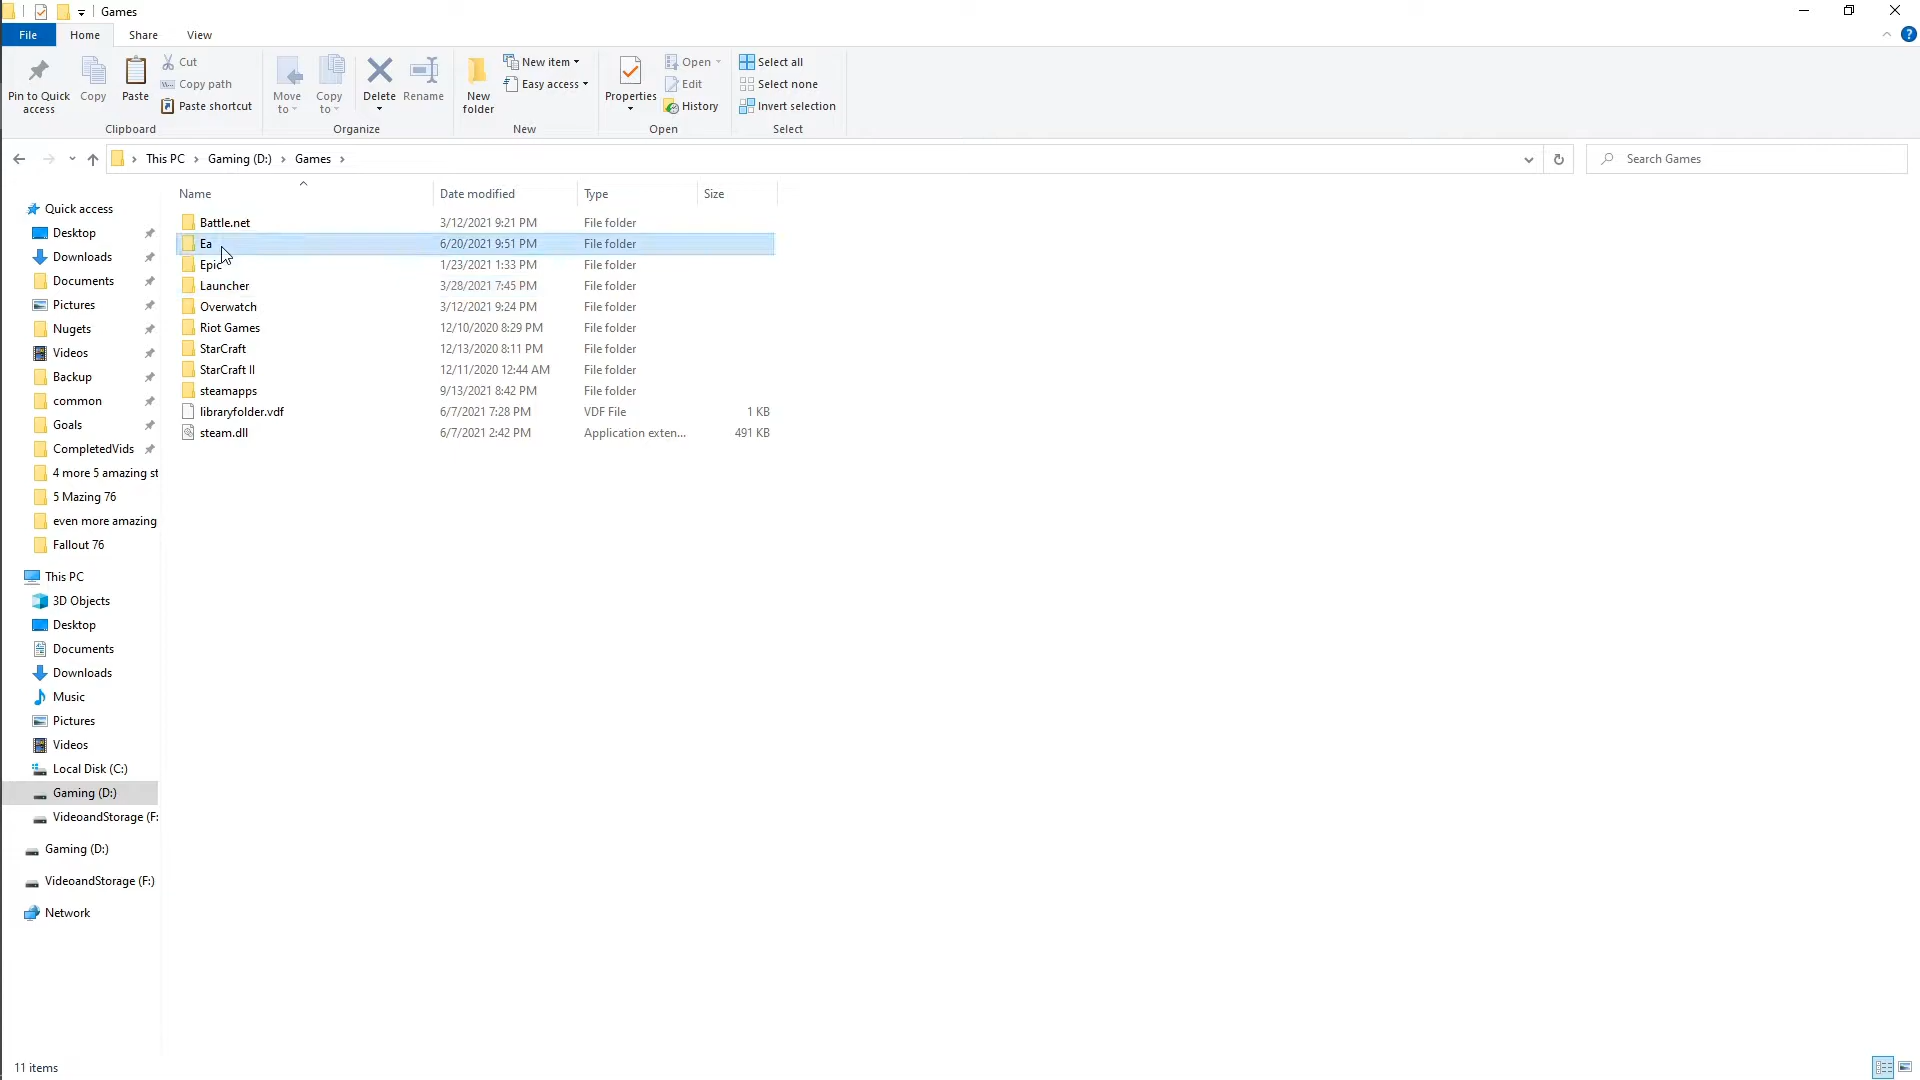 Games
File Home Share View
Pin to Quick access
Copy
Paste
Cut
Copy path
Paste shortcut
Clipboard
Move to
Copy to
Delete
Rename
Organize
New folder
New item
Easy access
New
Properties
Open
Edit
History
Open
Select all
Select none
Invert selection
Select
This PC Gaming (D:) Games
Search Games
Name Date modified Type Size
Battle.net 3/12/2021 9:21 PM File folder
Ea 6/20/2021 9:51 PM File folder
Epic 1/23/2021 1:33 PM File folder
Launcher 3/28/2021 7:45 PM File folder
Overwatch 3/12/2021 9:24 PM File folder
Riot Games 12/10/2020 8:29 PM File folder
StarCraft 12/13/2020 8:11 PM File folder
StarCraft II 12/11/2020 12:44 AM File folder
steamapps 9/13/2021 8:42 PM File folder
libraryfolder.vdf 6/7/2021 7:28 PM VDF File 1 KB
steam.dll 6/7/2021 2:42 PM Application exten... 491 KB
Quick access
Desktop
Downloads
Documents
Pictures
Nugets
Videos
Backup
common
Goals
CompletedVids
4 more 5 amazing st
5 Mazing 76
even more amazing
Fallout 76
This PC
3D Objects
Desktop
Documents
Downloads
Music
Pictures
Videos
Local Disk (C:)
Gaming (D:)
VideoandStorage (F:
Gaming (D:)
VideoandStorage (F:)
Network
11 items